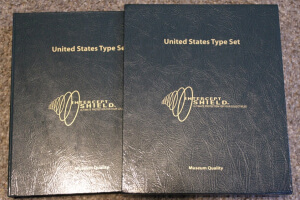 United States Type Set
INTERCEPT
SHIELD
Museum Quality
United States Type Set
INTERCEPT
SHIELD
Museum Quality